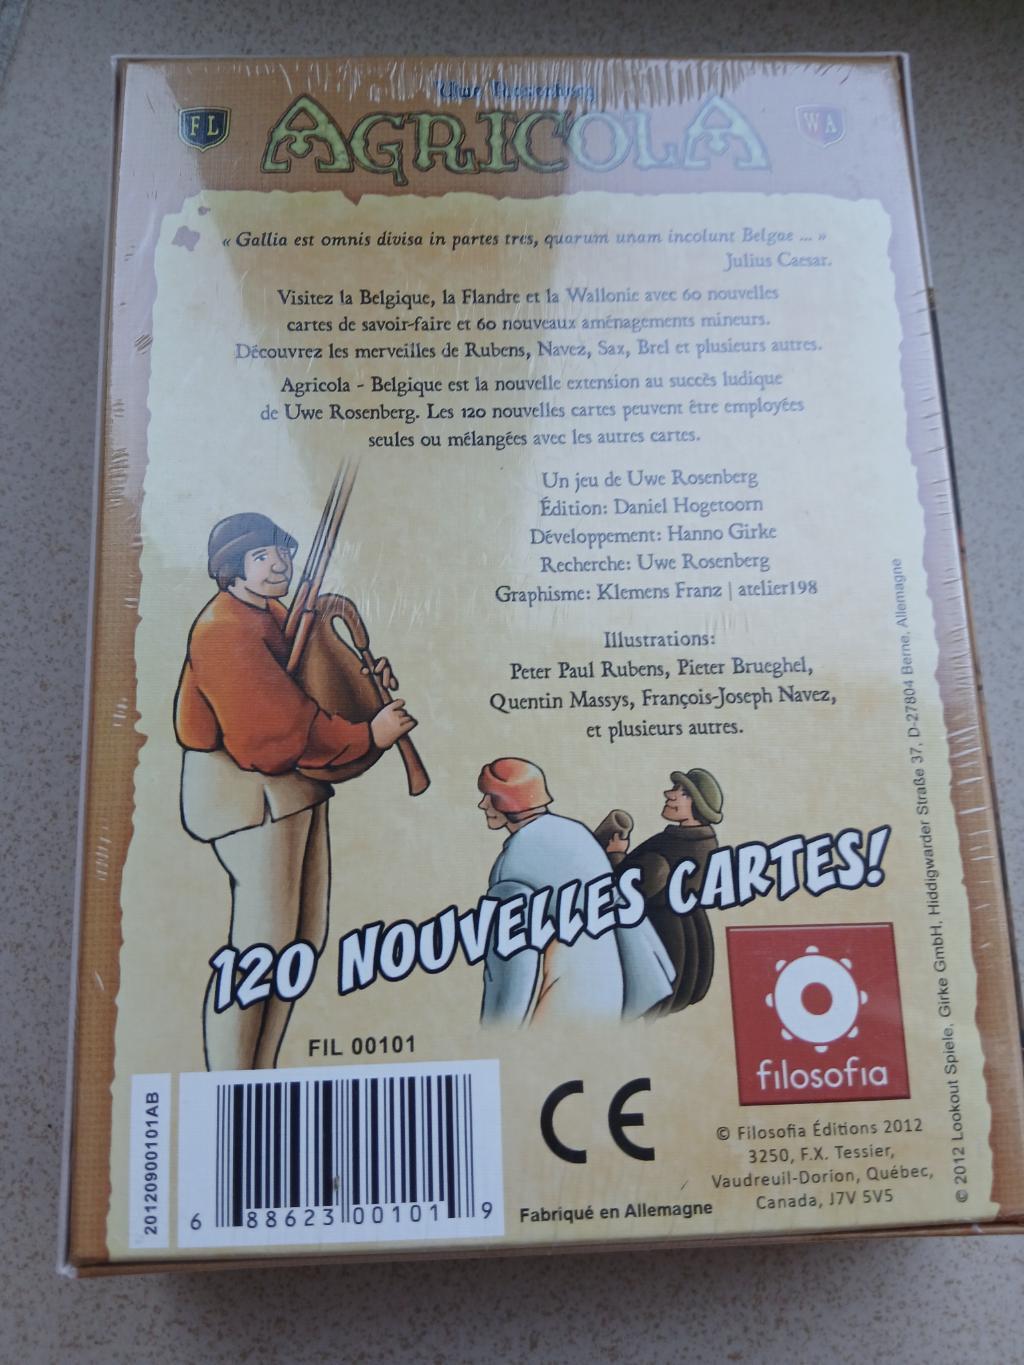 Uwe Rosenberg
FL
AGRICOLA
WA
« Gallia est omnis divisa in partes tres, quarum unam incolunt Belgae ... »
Julius Caesar.
Visitez la Belgique, la Flandre et la Wallonie avec 60 nouvelles
cartes de savoir-faire et 60 nouveaux aménagements mineurs.
Découvrez les merveilles de Rubens, Navez, Sax, Brel et plusieurs autres.
Agricola - Belgique est la nouvelle extension au succès ludique
de Uwe Rosenberg. Les 120 nouvelles cartes peuvent être employées
seules ou mélangées avec les autres cartes.
Un jeu de Uwe Rosenberg
Édition: Daniel Hogetoorn
Développement: Hanno Girke
Recherche: Uwe Rosenberg
Graphisme: Klemens Franz | atelier198
Illustrations:
Peter Paul Rubens, Pieter Brueghel,
Quentin Massys, François-Joseph Navez,
et plusieurs autres.
120 NOUVELLES CARTES!
filosofia
FIL 00101
20120900101AB
6 88623 00101 9
CE
Fabriqué en Allemagne
© Filosofia Éditions 2012
3250, F.X. Tessier,
Vaudreuil-Dorion, Québec,
Canada, J7V 5V5
© 2012 Lookout Spiele, Girke GmbH, Hiddigwarder Straße 37, D-27804 Berne, Allemagne